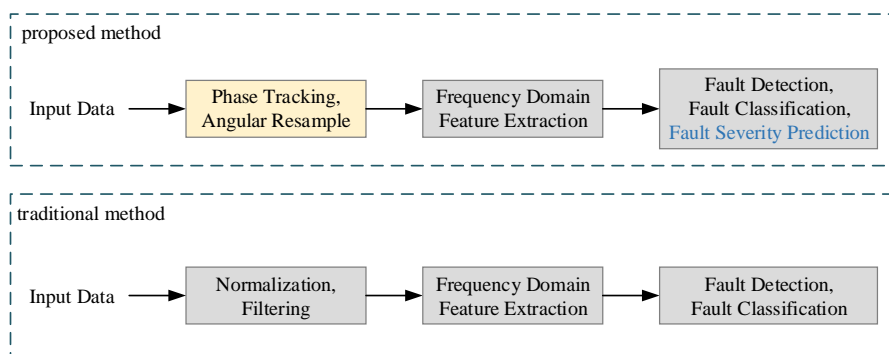 proposed method
Input Data
Phase Tracking,
Angular Resample
Frequency Domain
Feature Extraction
Fault Detection,
Fault Classification,
Fault Severity Prediction
traditional method
Input Data
Normalization,
Filtering
Frequency Domain
Feature Extraction
Fault Detection,
Fault Classification